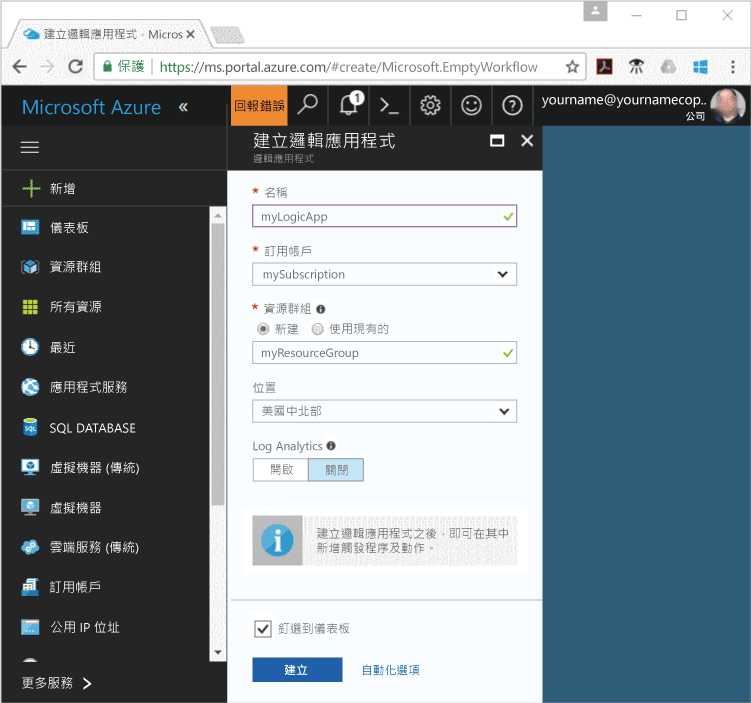 建立邏輯應用程式 - Micros
保護 https://ms.portal.azure.com/#create/Microsoft.EmptyWorkflow
Microsoft Azure «
回報錯誤
1
yourname@yournamecop..
公司
新增
儀表板
資源群組
所有資源
最近
應用程式服務
SQL DATABASE
虛擬機器 (傳統)
虛擬機器
雲端服務 (傳統)
訂用帳戶
公用 IP 位址
更多服務
建立邏輯應用程式
邏輯應用程式
* 名稱
myLogicApp
* 訂用帳戶
mySubscription
* 資源群組
新建 使用現有的
myResourceGroup
位置
美國中北部
Log Analytics
開啟 關閉
建立邏輯應用程式之後，即可在其中
新增觸發程序及動作。
釘選到儀表板
建立 自動化選項